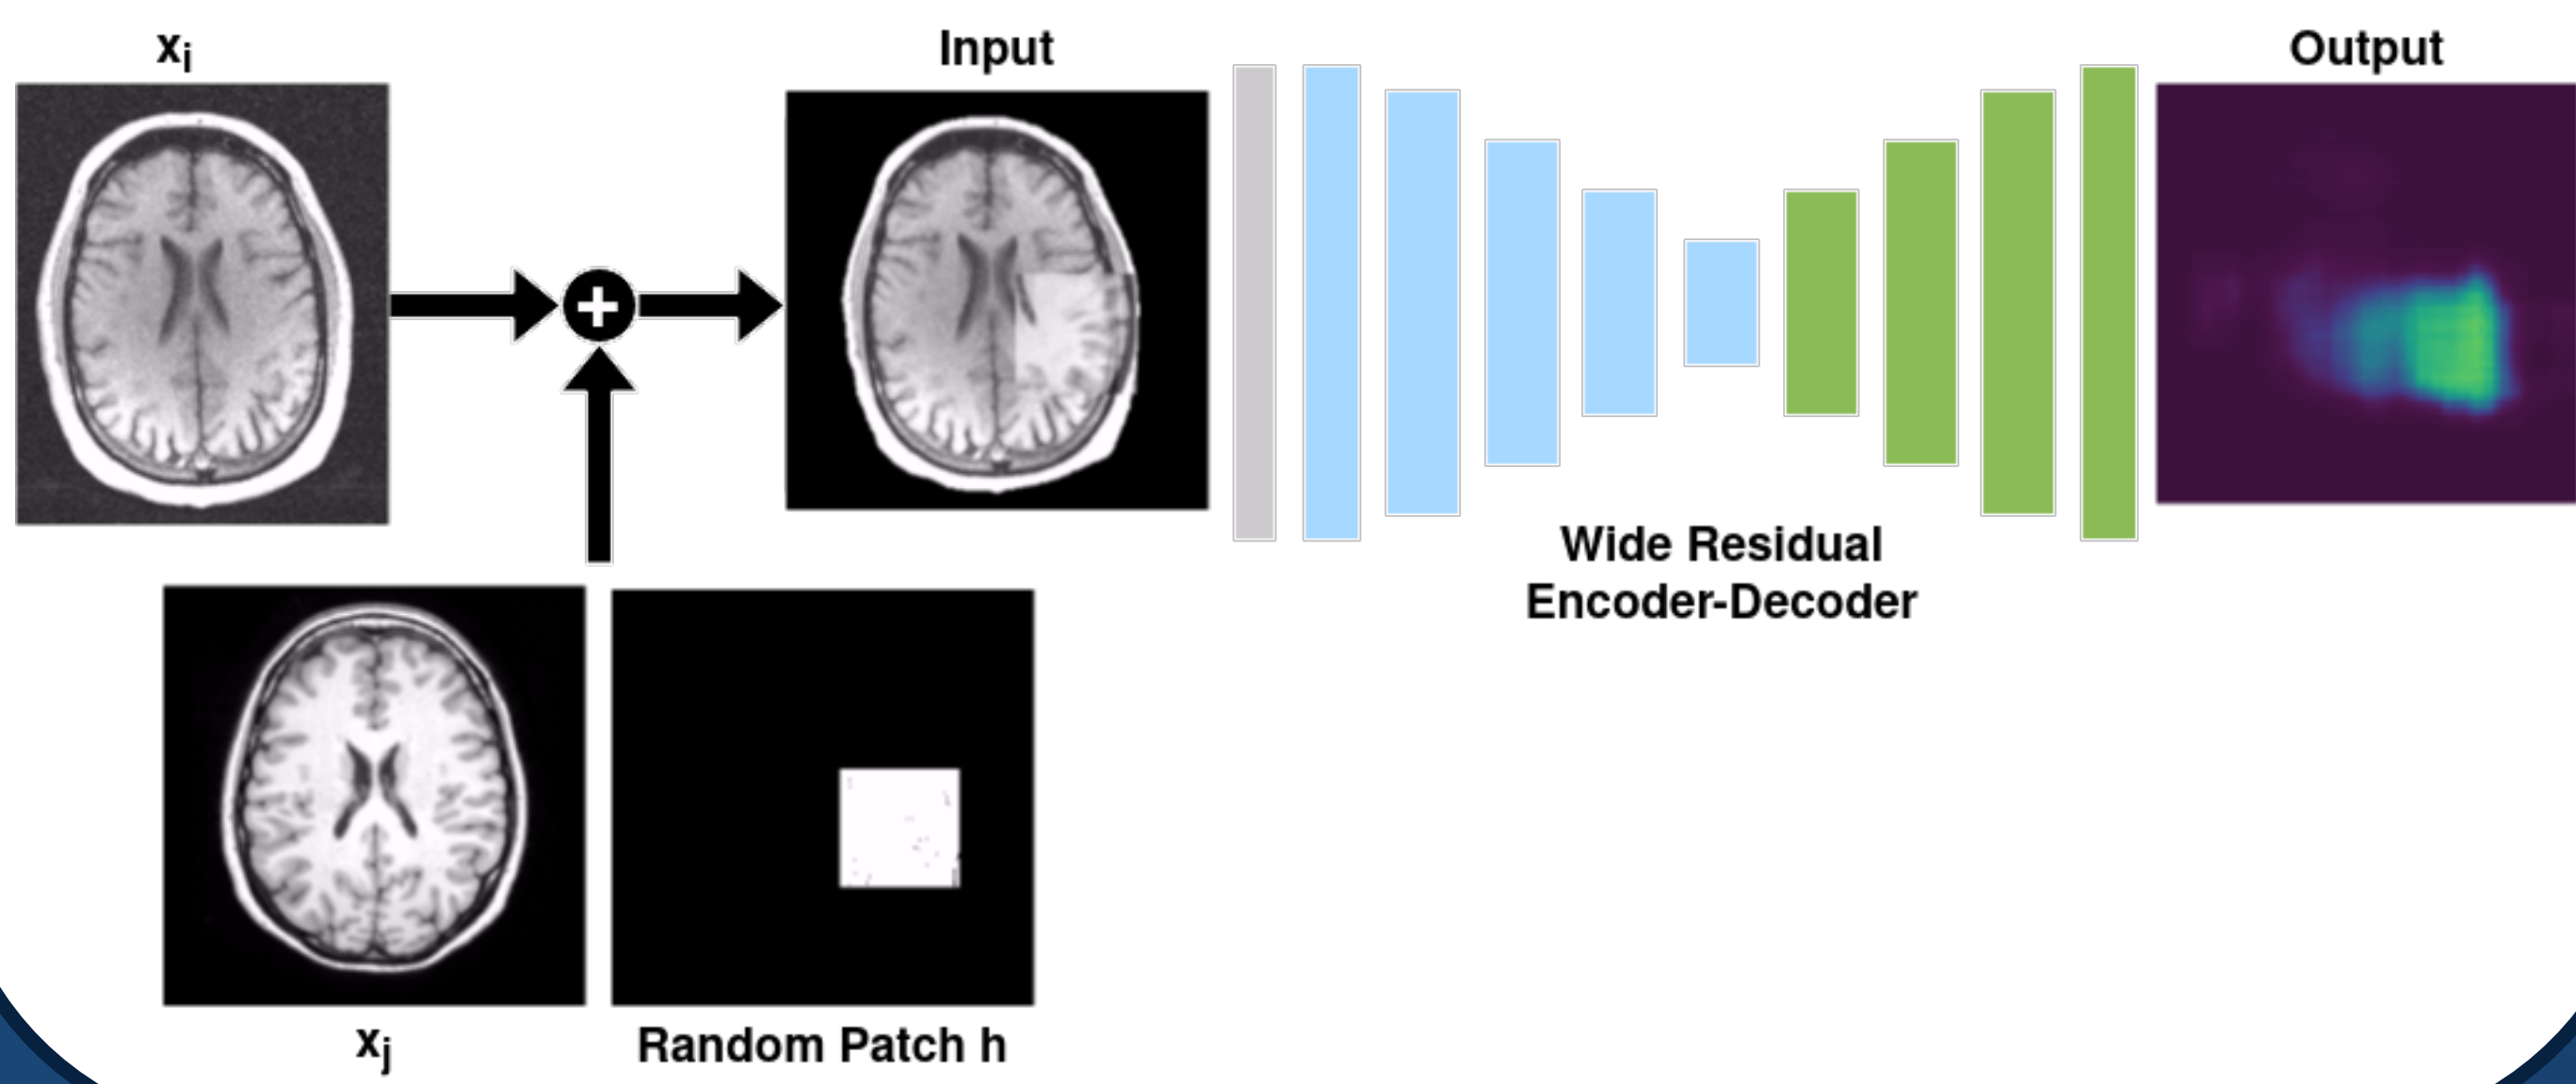 xi
Input
Output
Wide Residual
Encoder-Decoder
xj
Random Patch h